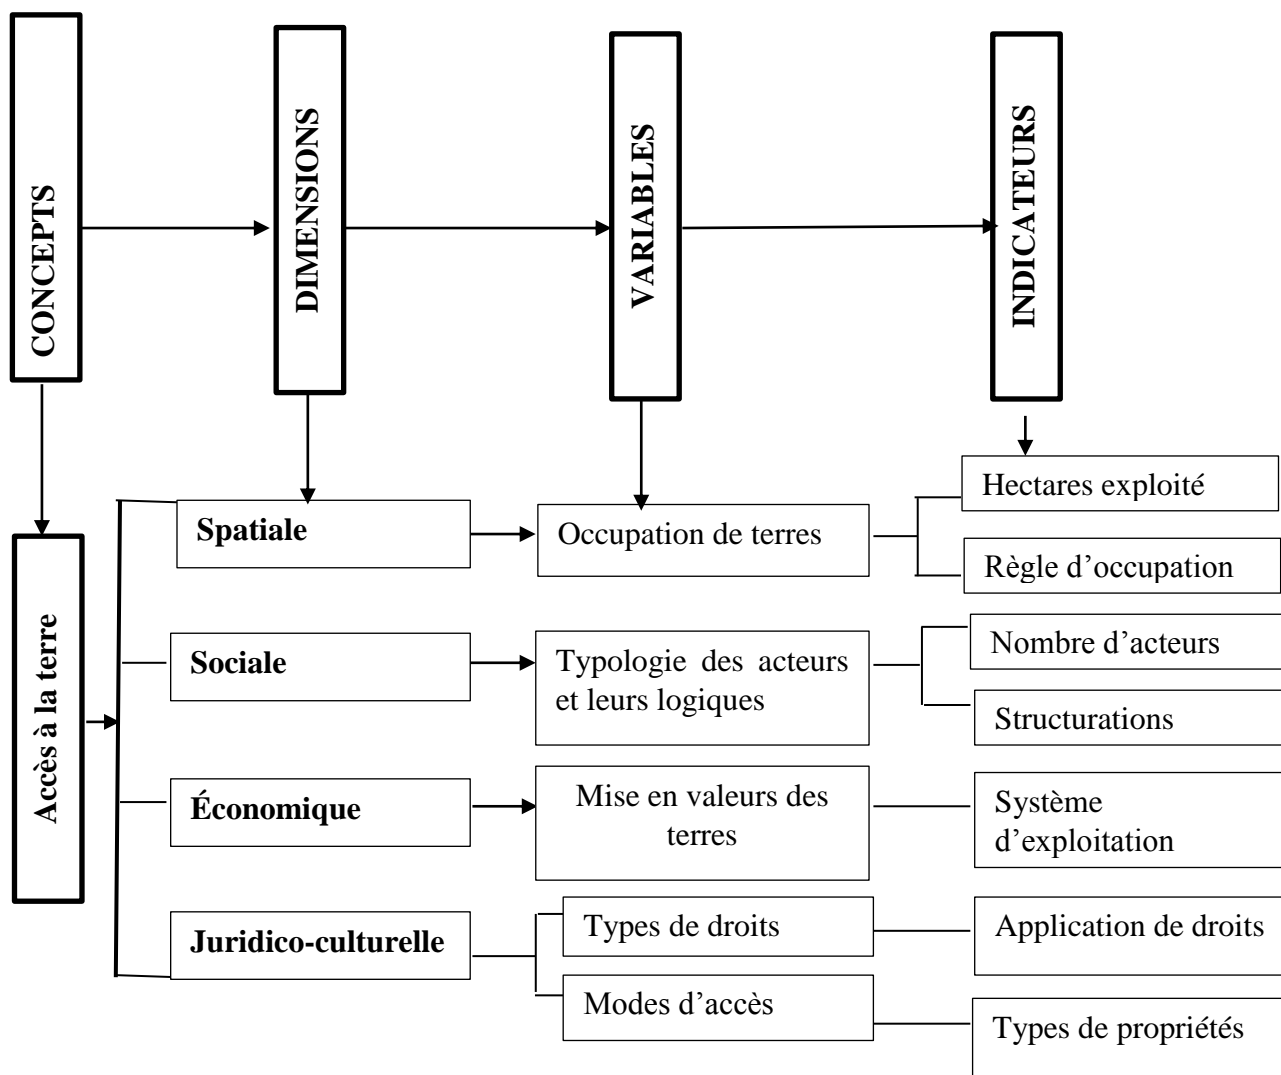 CONCEPTS
DIMENSIONS
VARIABLES
INDICATEURS
Accès à la terre
Spatiale
Occupation de terres
Hectares exploité
Règle d’occupation
Sociale
Typologie des acteurs
et leurs logiques
Nombre d’acteurs
Structurations
Économique
Mise en valeurs des
terres
Système
d’exploitation
Juridico-culturelle
Types de droits
Application de droits
Modes d’accès
Types de propriétés